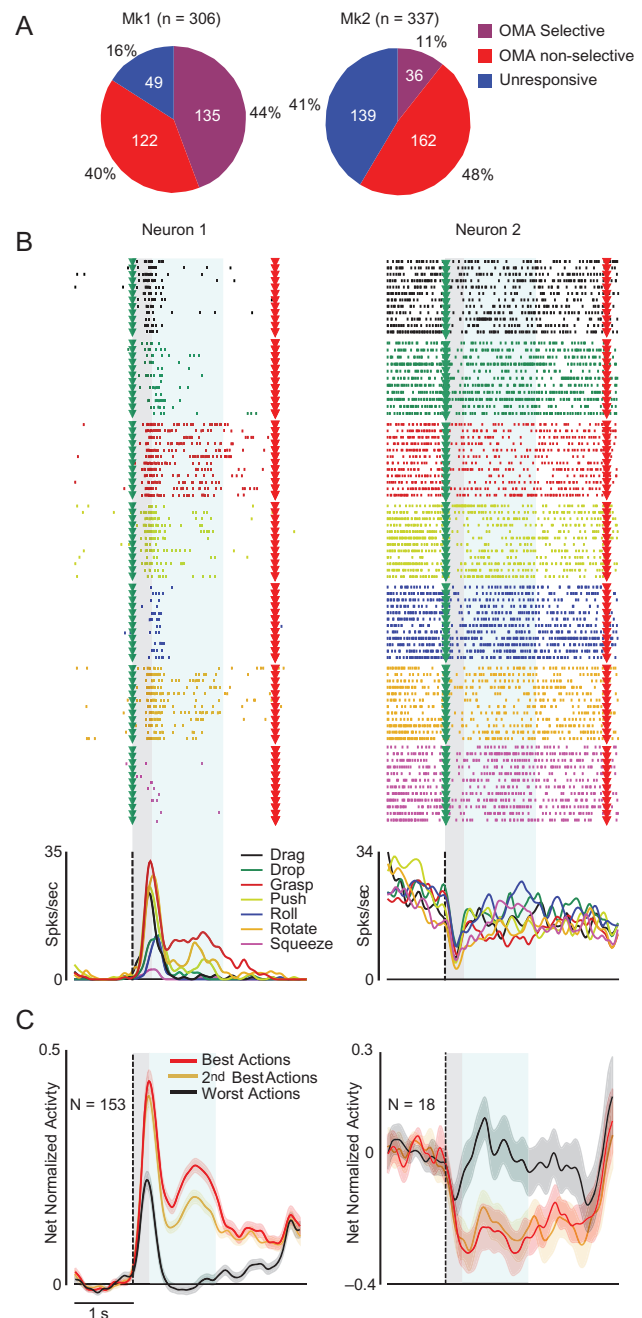 A
Mk1 (n = 306)
Mk2 (n = 337)
OMA Selective
OMA non-selective
Unresponsive
16%
49
135
44%
122
40%
11%
36
41%
139
162
48%
B
Neuron 1
Neuron 2
35
Spks/sec
0
Drag
Drop
Grasp
Push
Roll
Rotate
Squeeze
34
Spks/sec
0
C
0.5
Net Normalized Activty
0
N = 153
Best Actions
2nd BestActions
Worst Actions
1 s
0.3
N = 18
0
Net Normalized Activity
–0.4